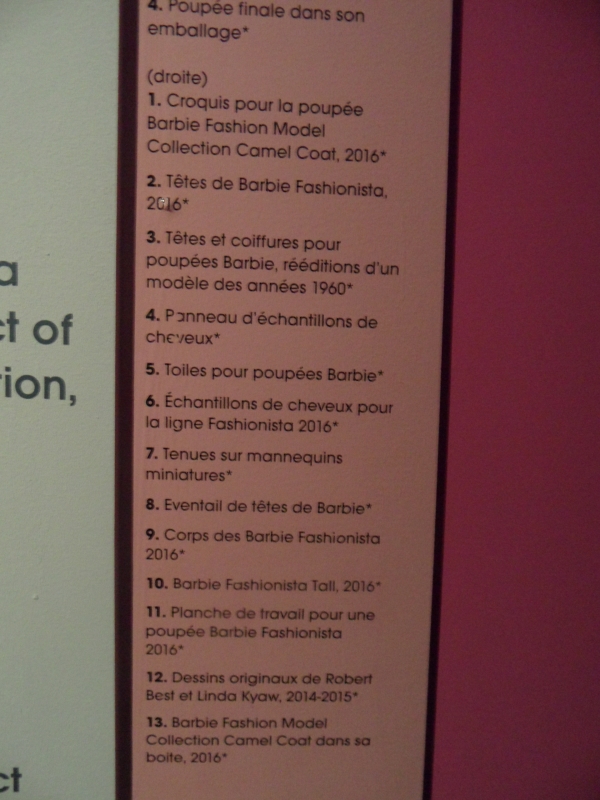 4. Poupée finale dans son
emballage*
(droite)
1. Croquis pour la poupée
Barbie Fashion Model
Collection Camel Coat, 2016*
2. Têtes de Barbie Fashionista,
2016*
3. Têtes et coiffures pour
poupées Barbie, rééditions d'un
modèle des années 1960*
4. Panneau d'échantillons de
cheveux*
5. Toiles pour poupées Barbie*
6. Échantillons de cheveux pour
la ligne Fashionista 2016*
7. Tenues sur mannequins
miniatures*
8. Eventail de têtes de Barbie*
9. Corps des Barbie Fashionista
2016*
10. Barbie Fashionista Tall, 2016*
11. Planche de travail pour une
poupée Barbie Fashionista
2016*
12. Dessins originaux de Robert
Best et Linda Kyaw, 2014-2015*
13. Barbie Fashion Model
Collection Camel Coat dans sa
boite, 2016*
a
ct of
tion,
ct